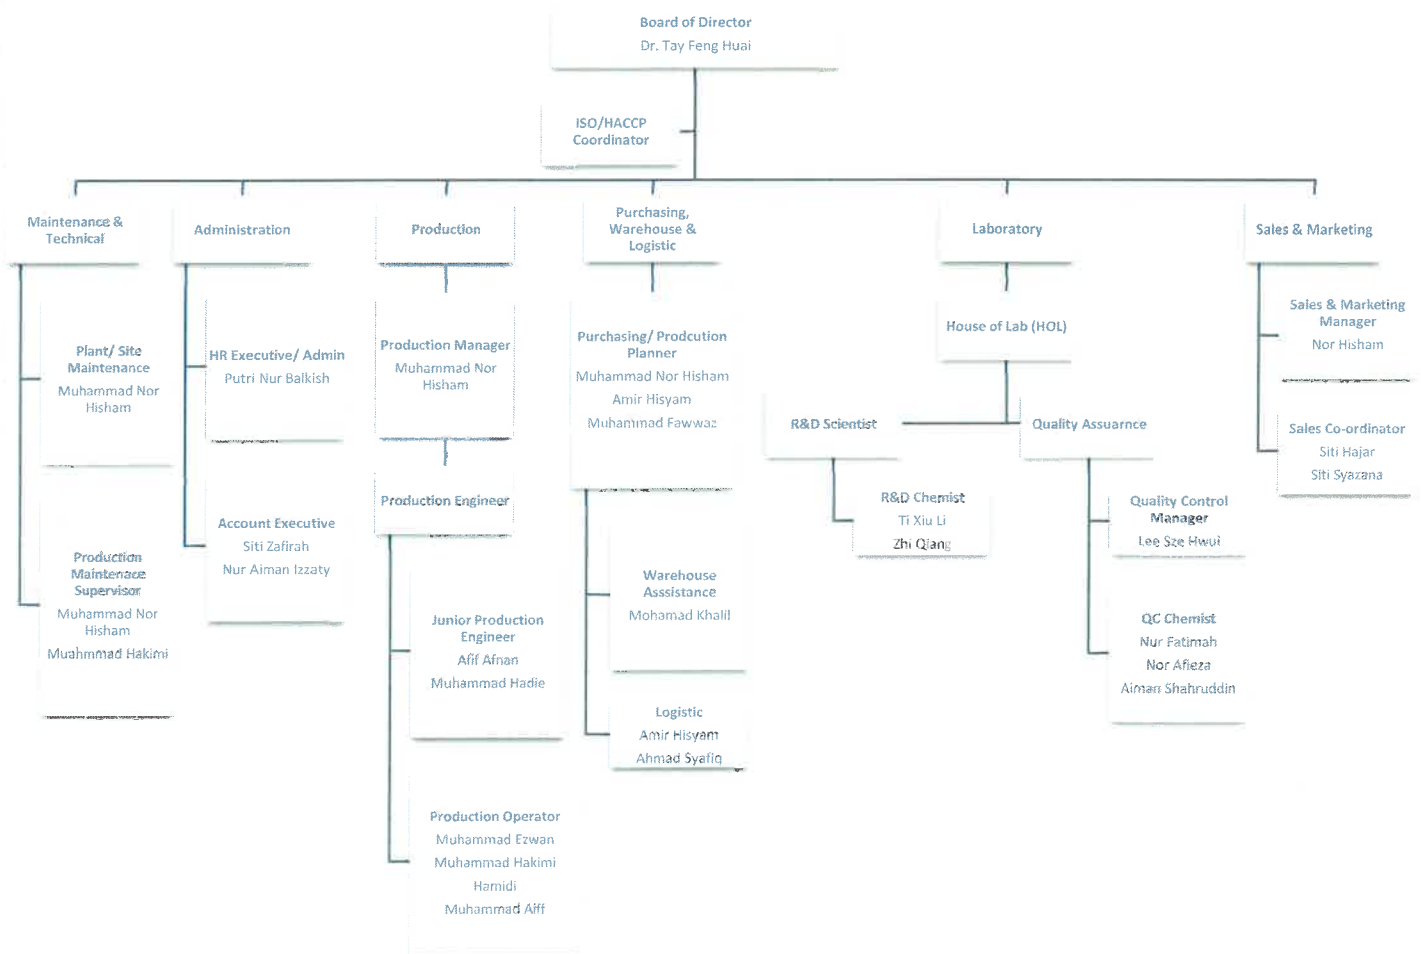 Board of Director
Dr. Tay Feng Huai
ISO/HACCP
Coordinator
Maintenance &
Technical
Plant/ Site
Maintenance
Muhammad Nor
Hisham
Production
Maintenace
Supervisor
Muhammad Nor
Hisham
Muahmmad Hakimi
Administration
HR Executive/ Admin
Putri Nur Balkish
Account Executive
Siti Zafirah
Nur Aiman Izzaty
Production
Production Manager
Muhammad Nor
Hisham
Production Engineer
Junior Production
Engineer
Afif Afnan
Muhammad Hadie
Production Operator
Muhammad Ezwan
Muhammad Hakimi
Hamidi
Muhammad Aiff
Purchasing,
Warehouse &
Logistic
Purchasing/ Prodcution
Planner
Muhammad Nor Hisham
Amir Hisyam
Muhammad Fawwaz
Warehouse
Asssistance
Mohamad Khalil
Logistic
Amir Hisyam
Ahmad Syafiq
Laboratory
House of Lab (HOL)
R&D Scientist
R&D Chemist
Ti Xiu Li
Zhi Qiang
Quality Assuarnce
Quality Control
Manager
Lee Sze Hwui
QC Chemist
Nur Fatimah
Nor Afieza
Aiman Shahruddin
Sales & Marketing
Sales & Marketing
Manager
Nor Hisham
Sales Co-ordinator
Siti Hajar
Siti Syazana